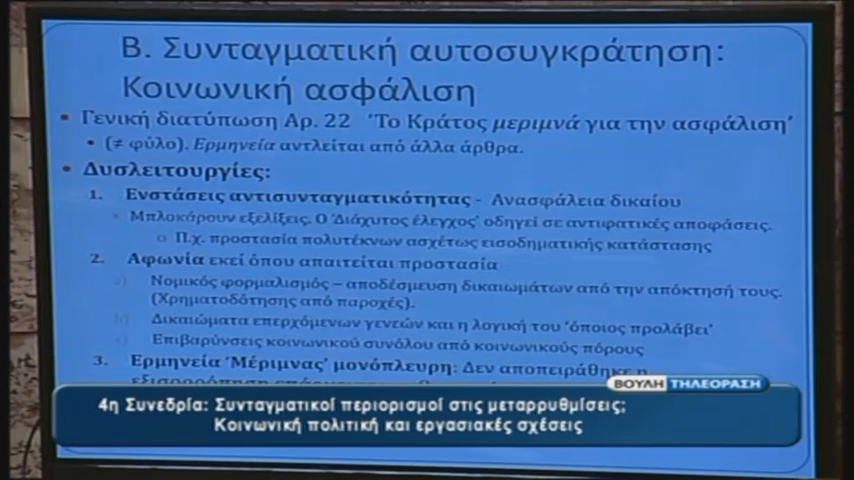 Β. Συνταγματική αυτοσυγκράτηση:
Κοινωνική ασφάλιση
• Γενική διατύπωση Αρ. 22 'Το Κράτος μεριμνά για την ασφάλιση'
• (≠ φύλο). Ερμηνεία αντλείται από άλλα άρθρα.
• Δυσλειτουργίες:
1. Ενστάσεις αντισυνταγματικότητας - Ανασφάλεια δικαίου
• Μπλοκάρουν εξελίξεις. Ο 'Διάχυτος έλεγχος' οδηγεί σε αντιφατικές αποφάσεις.
o Π.χ. προστασία πολυτέκνων ασχέτως εισοδηματικής κατάστασης
2. Αφωνία εκεί όπου απαιτείται προστασία
a) Νομικός φορμαλισμός – αποδέσμευση δικαιωμάτων από την απόκτησή τους.
(Χρηματοδότησης από παροχές).
b) Δικαιώματα επερχόμενων γενεών και η λογική του 'όποιος προλάβει'
c) Επιβαρύνσεις κοινωνικού συνόλου από κοινωνικούς πόρους
3. Ερμηνεία 'Μέριμνας' μονόπλευρη: Δεν αποπειράθηκε η
ΒΟΥΛΗ ΤΗΛΕΟΡΑΣΗ
4η Συνεδρία: Συνταγματικοί περιορισμοί στις μεταρρυθμίσεις;
Κοινωνική πολιτική και εργασιακές σχέσεις